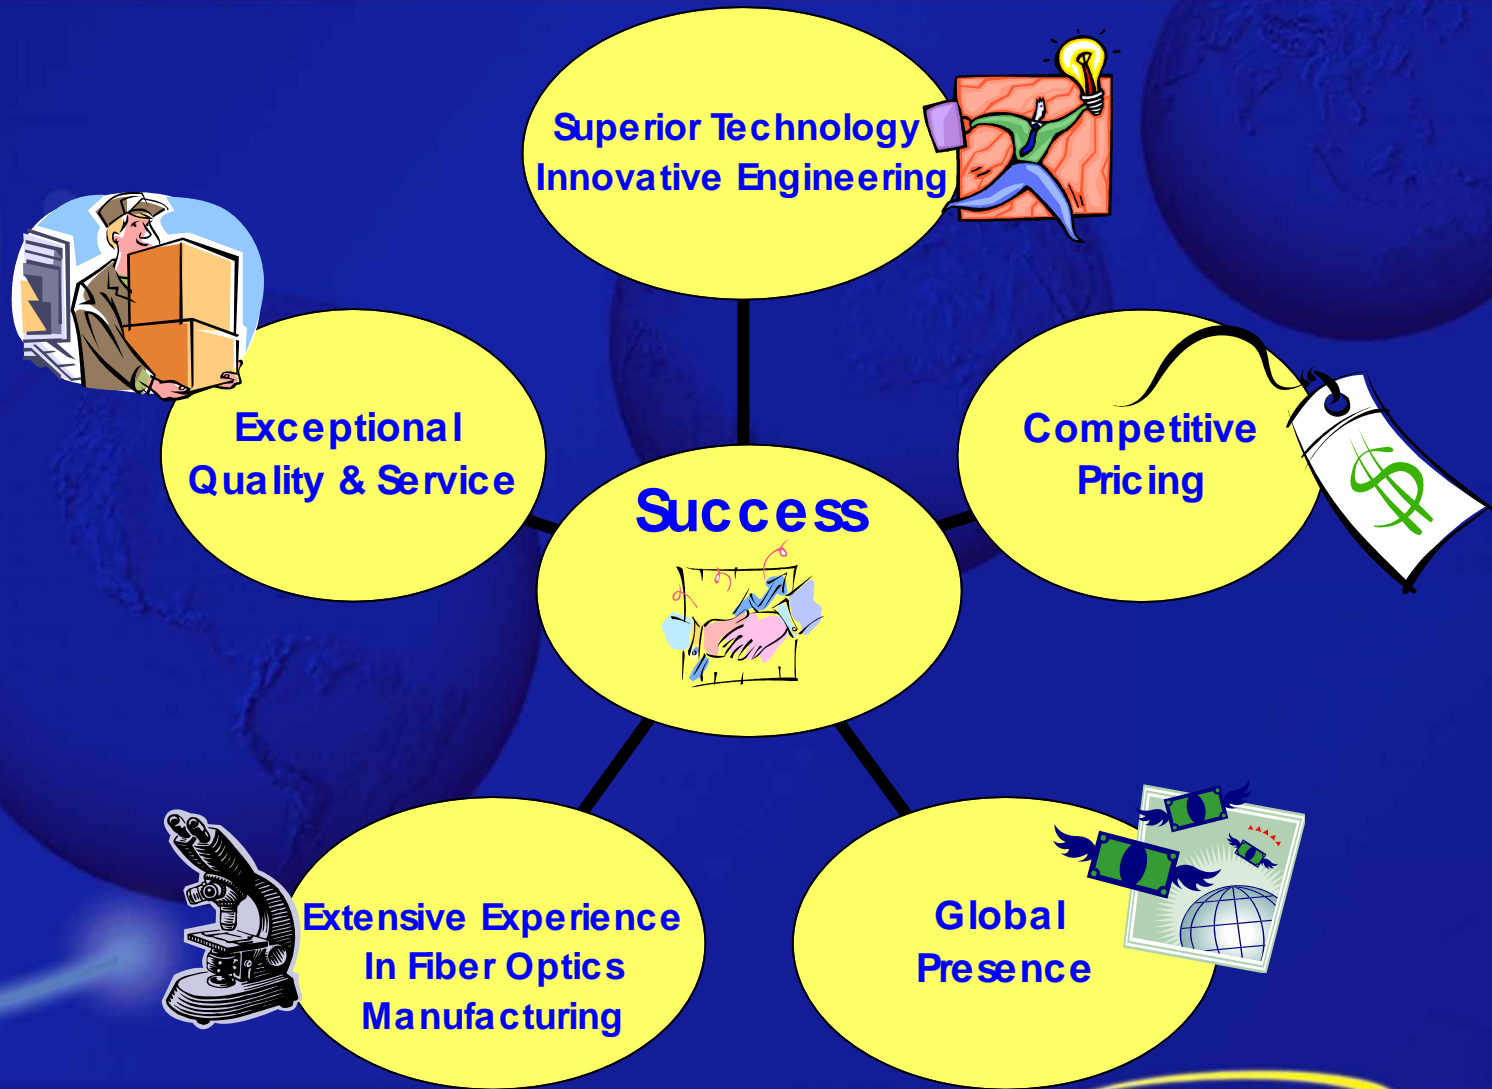 Superior Technology
Innovative Engineering
Exceptional
Quality & Service
Competitive
Pricing
Success
$
Extensive Experience
In Fiber Optics
Manufacturing
Global
Presence